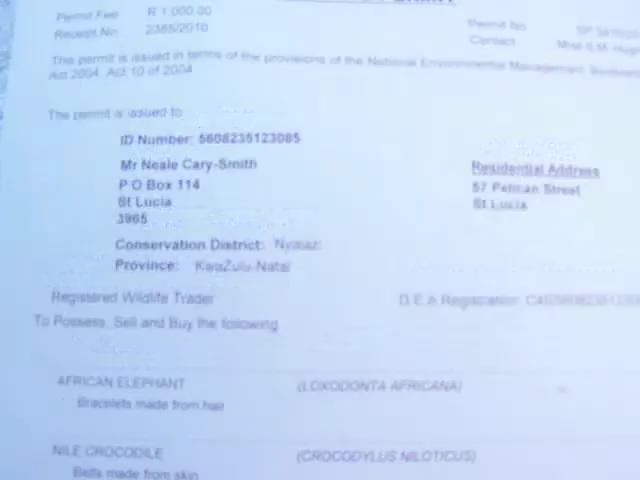 Permit Fee R 1,000.00
Receipt No 2365/2010
Permit No
Contact
This permit is issued in terms of the provisions of the National Environmental Management
Act 2004, Act 10 of 2004
The permit is issued to
ID Number: 5608235123085
Mr Neale Cary-Smith
P O Box 114
St Lucia
3965
Residential Address
57 Pelican Street
St Lucia
Conservation District:
Province: KwaZulu-Natal
Registered Wildlife Trader
D.E.A Registration
To Possess, Sell and Buy the following
AFRICAN ELEPHANT (LOXODONTA AFRICANA)
Bracelets made from hair
NILE CROCODILE (CROCODYLUS NILOTICUS)
Belts made from skin